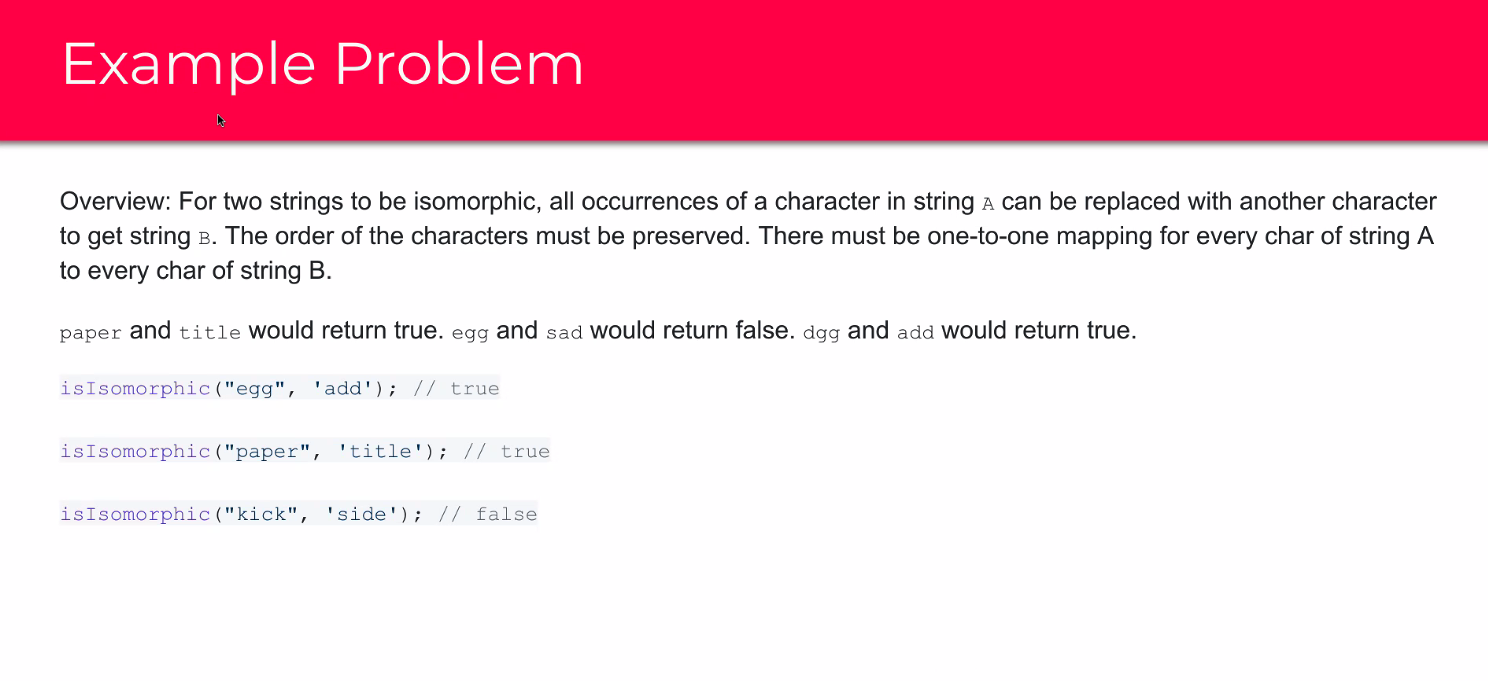 Example Problem
Overview: For two strings to be isomorphic, all occurrences of a character in string A can be replaced with another character
to get string B. The order of the characters must be preserved. There must be one-to-one mapping for every char of string A
to every char of string B.
paper and title would return true. egg and sad would return false. dgg and add would return true.
isIsomorphic("egg", 'add'); // true
isIsomorphic("paper", 'title'); // true
isIsomorphic("kick", 'side'); // false